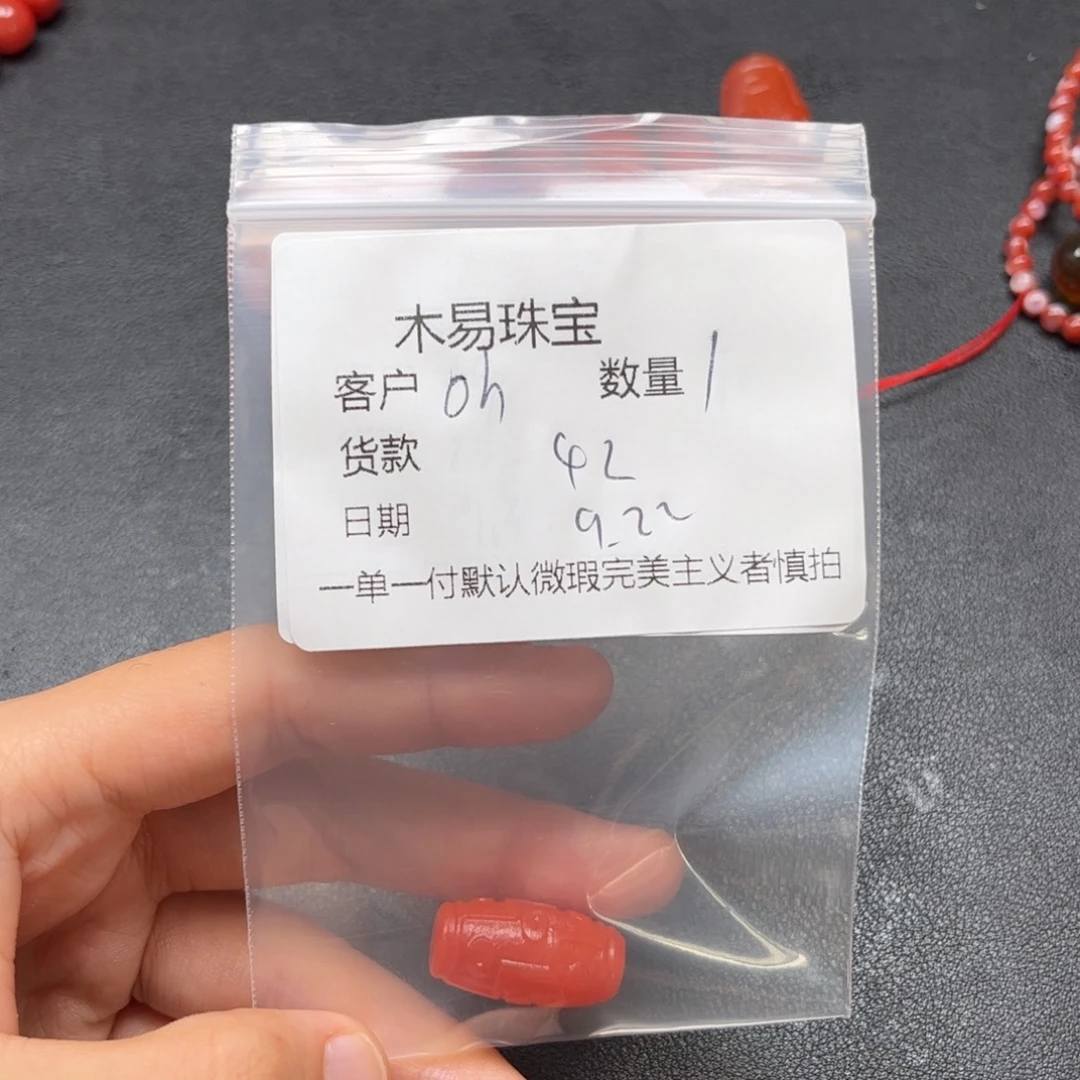 木易珠宝
客户 oh 数量 1
货款 42
日期 9.22
一单一付默认微瑕完美主义者慎拍